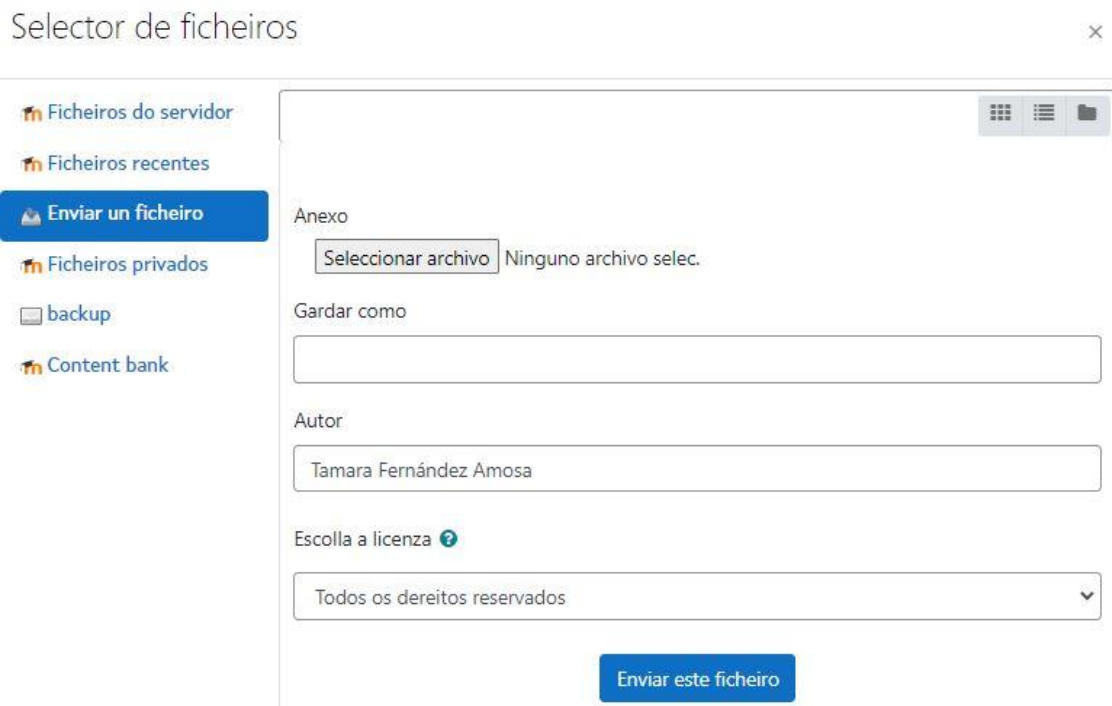 Selector de ficheiros
×
Ficheiros do servidor
Ficheiros recentes
Enviar un ficheiro
Ficheiros privados
backup
Content bank
Anexo
Seleccionar archivo Ninguno archivo selec.
Gardar como
Autor
Tamara Fernández Amosa
Escolla a licenza
Todos os dereitos reservados
Enviar este ficheiro